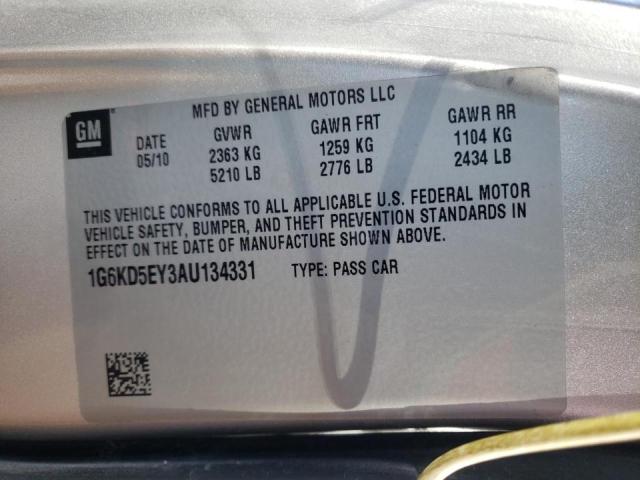 MFD BY GENERAL MOTORS LLC
GM
DATE GVWR GAWR FRT GAWR RR
05/10 2363 KG 1259 KG 1104 KG
5210 LB 2776 LB 2434 LB
THIS VEHICLE CONFORMS TO ALL APPLICABLE U.S. FEDERAL MOTOR
VEHICLE SAFETY, BUMPER, AND THEFT PREVENTION STANDARDS IN
EFFECT ON THE DATE OF MANUFACTURE SHOWN ABOVE.
1G6KD5EY3AU134331 TYPE: PASS CAR